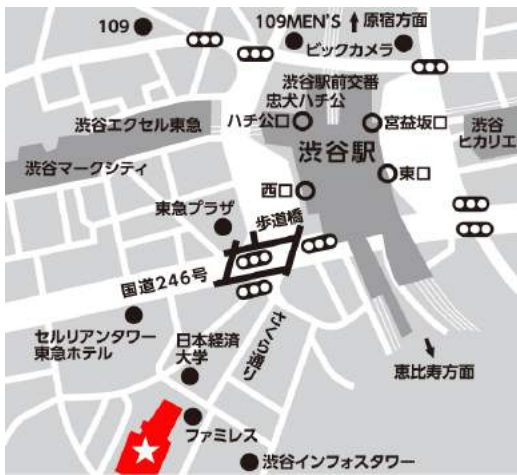 109
109MEN'S
原宿方面
ビックカメラ
渋谷駅前交番
忠犬ハチ公
ハチ公口
宮益坂口
渋谷エクセル東急
渋谷駅
渋谷
ヒカリエ
渋谷マークシティ
東口
西口
東急プラザ
歩道橋
国道246号
セルリアンタワー
東急ホテル
日本経済
大学
さくら通り
恵比寿方面
ファミレス
渋谷インフォスタワー